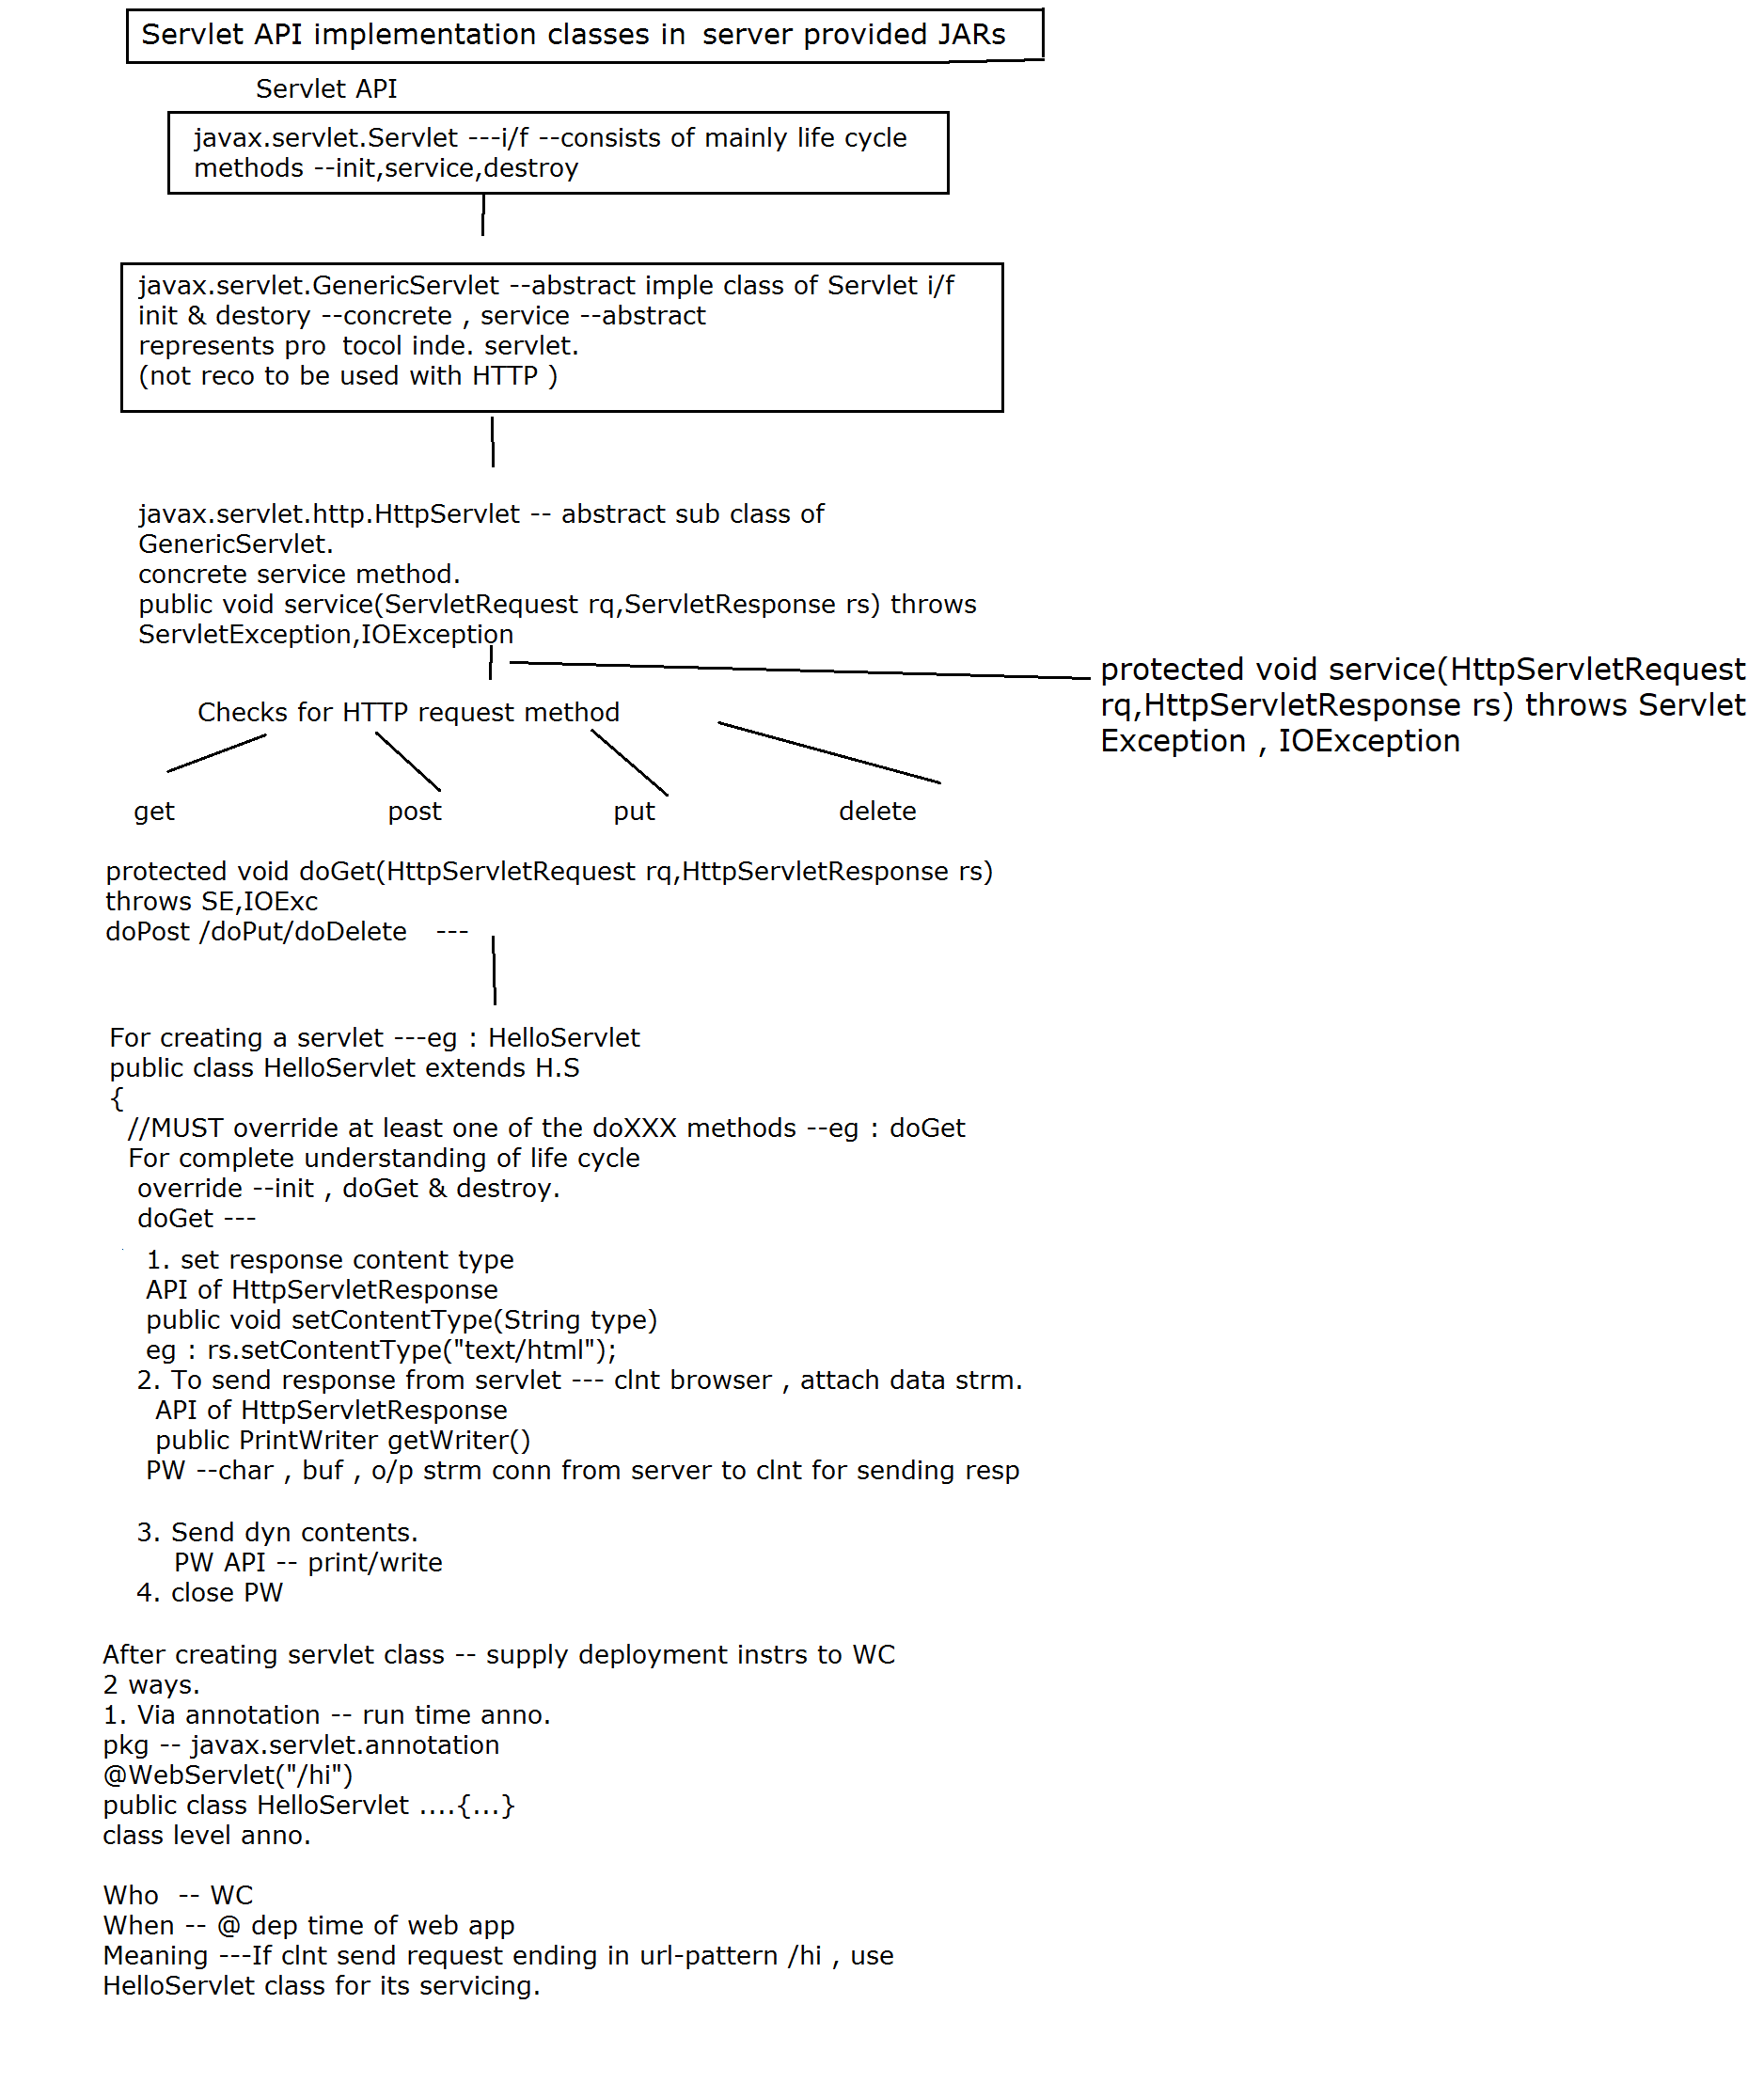 Servlet API implementation classes in server provided JARs
Servlet API
javax.servlet.Servlet ---i/f --consists of mainly life cycle
methods --init,service,destroy
javax.servlet.GenericServlet --abstract imple class of Servlet i/f
init & destory --concrete , service --abstract
represents pro tocol inde. servlet.
(not reco to be used with HTTP )
javax.servlet.http.HttpServlet -- abstract sub class of
GenericServlet.
concrete service method.
public void service(ServletRequest rq,ServletResponse rs) throws
ServletException,IOException
protected void service(HttpServletRequest
rq,HttpServletResponse rs) throws Servlet
Exception , IOException
Checks for HTTP request method
get post put delete
protected void doGet(HttpServletRequest rq,HttpServletResponse rs)
throws SE,IOExc
doPost /doPut/doDelete ---
For creating a servlet ---eg : HelloServlet
public class HelloServlet extends H.S
{
//MUST override at least one of the doXXX methods --eg : doGet
For complete understanding of life cycle
override --init , doGet & destroy.
doGet ---
1. set response content type
API of HttpServletResponse
public void setContentType(String type)
eg : rs.setContentType("text/html");
2. To send response from servlet --- clnt browser , attach data strm.
API of HttpServletResponse
public PrintWriter getWriter()
PW --char , buf , o/p strm conn from server to clnt for sending resp
3. Send dyn contents.
PW API -- print/write
4. close PW
After creating servlet class -- supply deployment instrs to WC
2 ways.
1. Via annotation -- run time anno.
pkg -- javax.servlet.annotation
@WebServlet("/hi")
public class HelloServlet ....{...}
class level anno.
Who -- WC
When -- @ dep time of web app
Meaning ---If clnt send request ending in url-pattern /hi , use
HelloServlet class for its servicing.